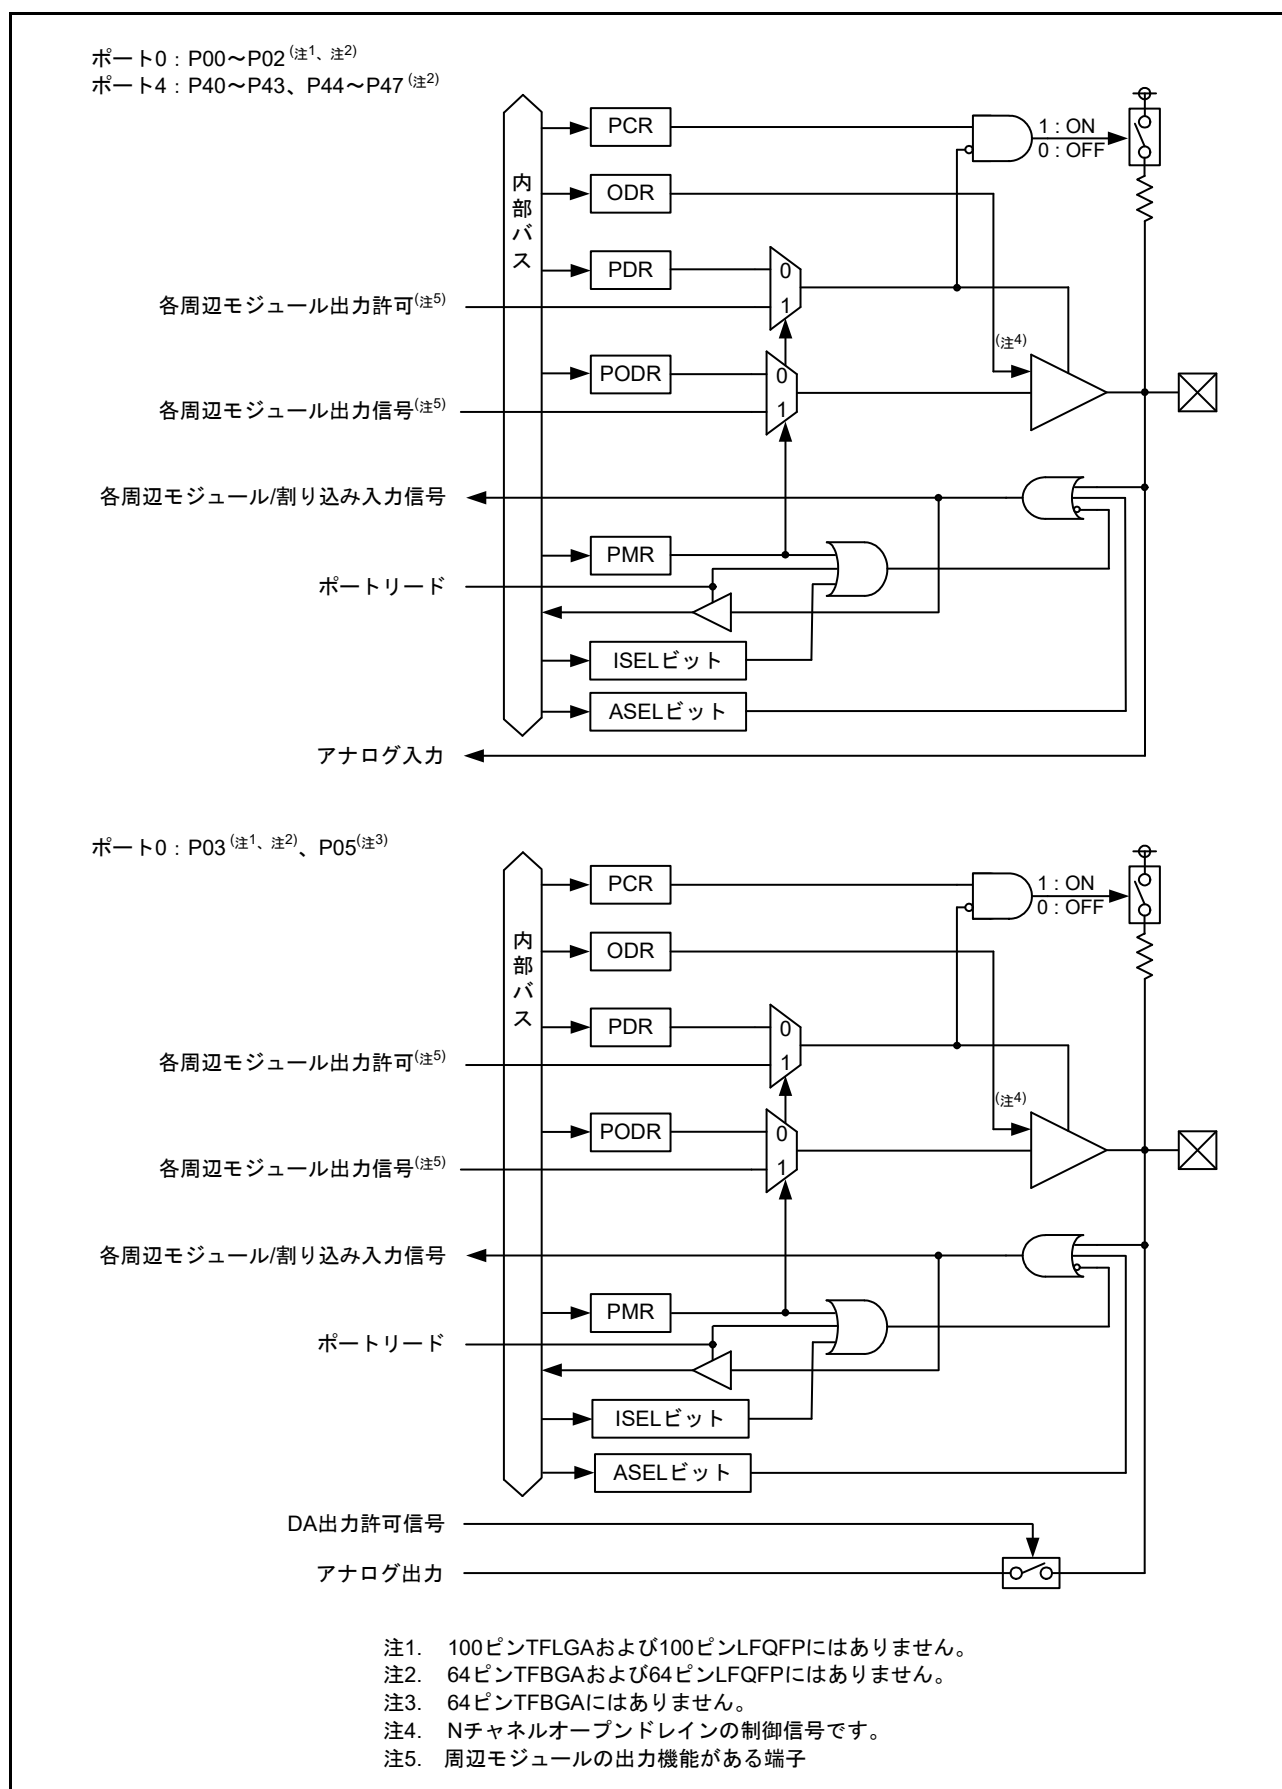 ポート0：P00～P02(注1、注2)
ポート4：P40～P43、P44～P47(注2)
PCR
1 : ON
0 : OFF
内部バス
ODR
PDR
0
1
各周辺モジュール出力許可(注5)
(注4)
PODR
0
1
各周辺モジュール出力信号(注5)
各周辺モジュール/割り込み入力信号
PMR
ポートリード
ISELビット
ASELビット
アナログ入力
ポート0：P03(注1、注2)、P05(注3)
PCR
1 : ON
0 : OFF
内部バス
ODR
PDR
0
1
各周辺モジュール出力許可(注5)
(注4)
PODR
0
1
各周辺モジュール出力信号(注5)
各周辺モジュール/割り込み入力信号
PMR
ポートリード
ISELビット
ASELビット
DA出力許可信号
アナログ出力
注1. 100ピンTFLGAおよび100ピンLFQFPにはありません。
注2. 64ピンTFBGAおよび64ピンLFQFPにはありません。
注3. 64ピンTFBGAにはありません。
注4. Nチャネルオープンドレインの制御信号です。
注5. 周辺モジュールの出力機能がある端子